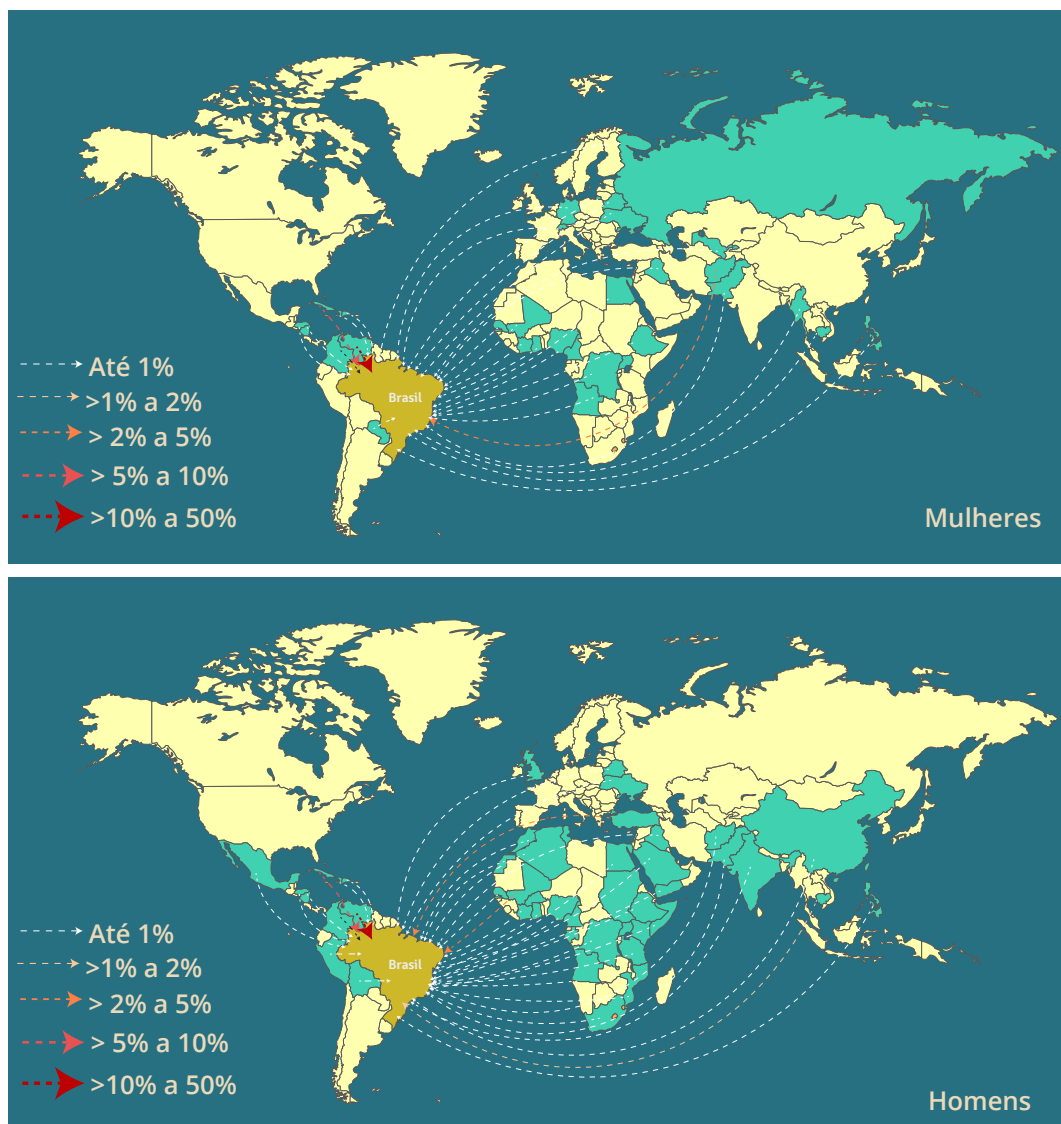 Brasil
Até 1%
>1% a 2%
> 2% a 5%
> 5% a 10%
>10% a 50%
Mulheres
Brasil
Até 1%
>1% a 2%
> 2% a 5%
> 5% a 10%
>10% a 50%
Homens